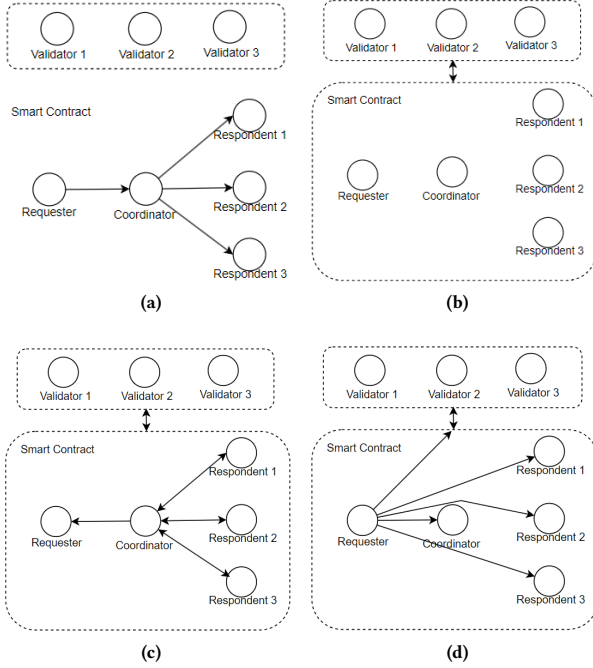 Validator 1 Validator 2 Validator 3
Smart Contract
Respondent 1
Requester Coordinator Respondent 2
Respondent 3
(a)
Validator 1 Validator 2 Validator 3
Smart Contract
Respondent 1
Requester Coordinator Respondent 2
Respondent 3
(b)
Validator 1 Validator 2 Validator 3
Smart Contract
Respondent 1
Requester Coordinator Respondent 2
Respondent 3
(c)
Validator 1 Validator 2 Validator 3
Smart Contract
Respondent 1
Requester Coordinator Respondent 2
Respondent 3
(d)